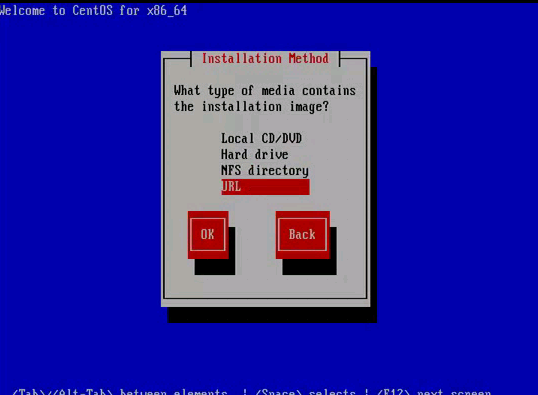 Welcome to CentOS for x86_64
Installation Method
What type of media contains
the installation image?
Local CD/DVD
Hard drive
NFS directory
URL
OK
Back
<Tab>/<Alt-Tab> between elements | <Space> selects | <F12> next screen